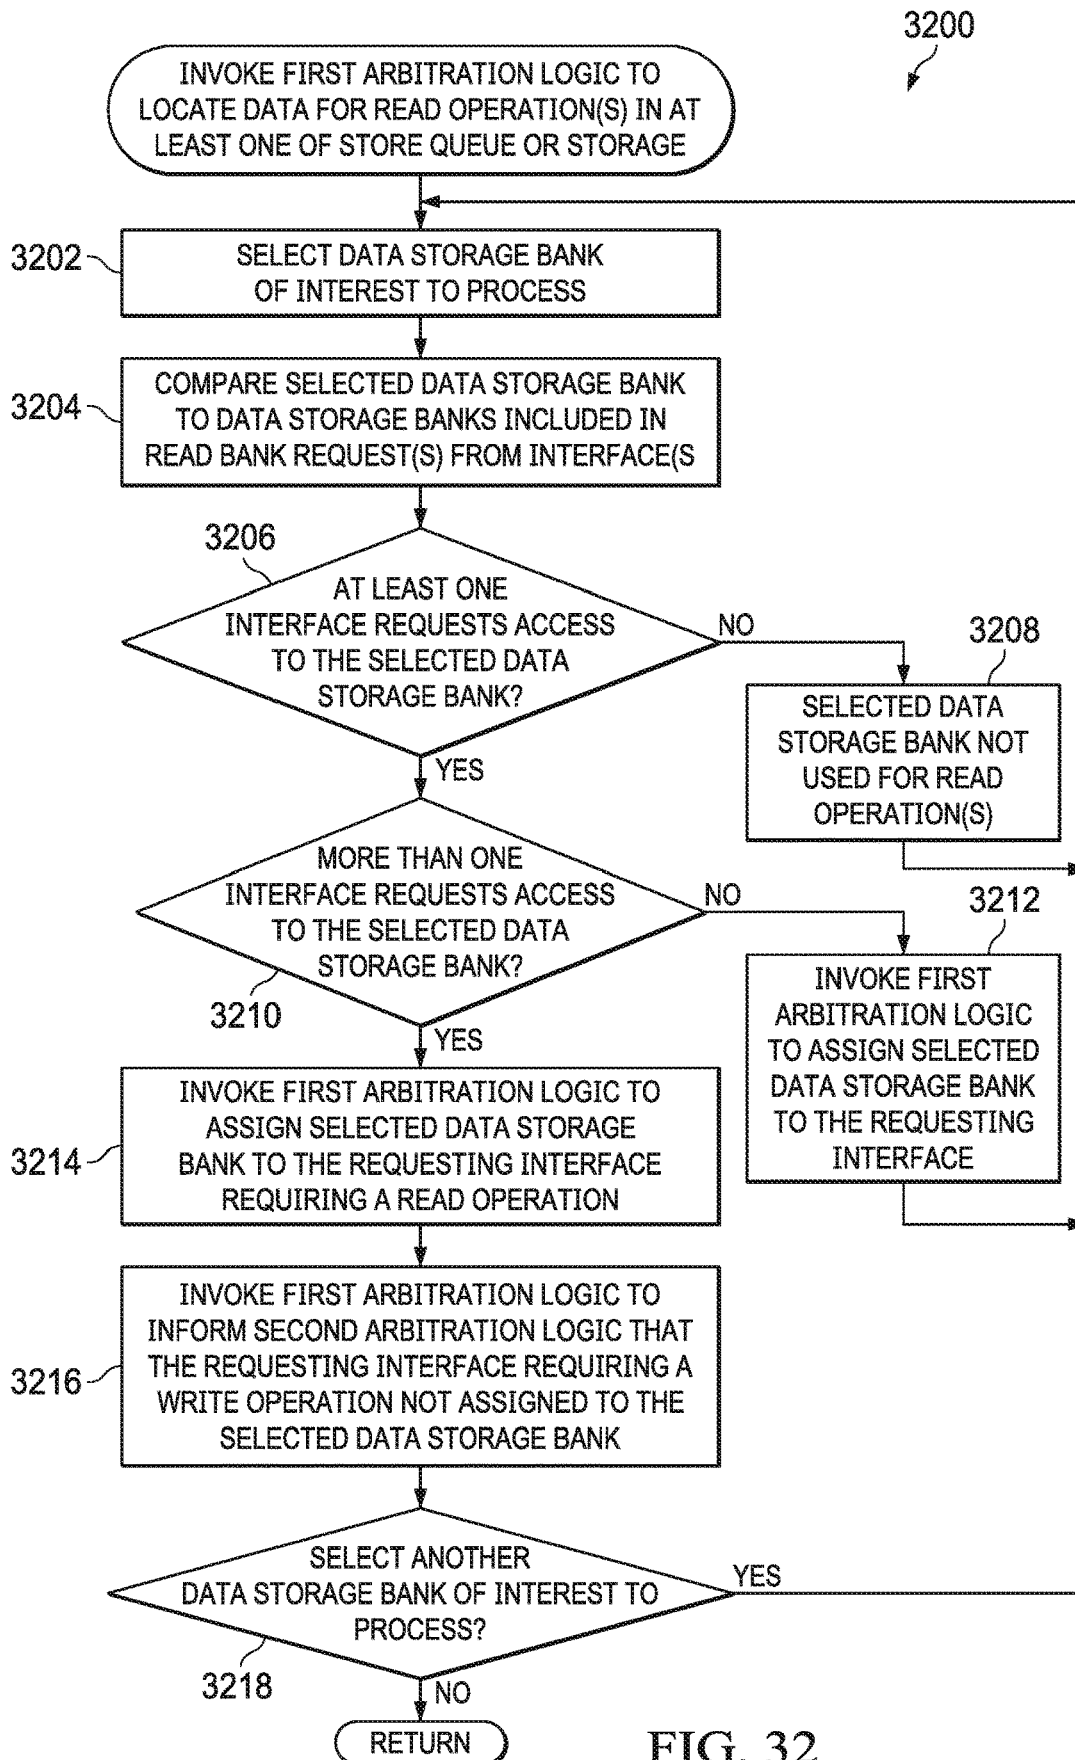 3200
INVOKE FIRST ARBITRATION LOGIC TO
LOCATE DATA FOR READ OPERATION(S) IN AT
LEAST ONE OF STORE QUEUE OR STORAGE
3202
SELECT DATA STORAGE BANK
OF INTEREST TO PROCESS
3204
COMPARE SELECTED DATA STORAGE BANK
TO DATA STORAGE BANKS INCLUDED IN
READ BANK REQUEST(S) FROM INTERFACE(S
3206
AT LEAST ONE
INTERFACE REQUESTS ACCESS
TO THE SELECTED DATA
STORAGE BANK?
NO
YES
3208
SELECTED DATA
STORAGE BANK NOT
USED FOR READ
OPERATION(S)
MORE THAN ONE
INTERFACE REQUESTS ACCESS
TO THE SELECTED DATA
STORAGE BANK?
3210
NO
YES
3212
INVOKE FIRST
ARBITRATION LOGIC
TO ASSIGN SELECTED
DATA STORAGE BANK
TO THE REQUESTING
INTERFACE
3214
INVOKE FIRST ARBITRATION LOGIC TO
ASSIGN SELECTED DATA STORAGE
BANK TO THE REQUESTING INTERFACE
REQUIRING A READ OPERATION
3216
INVOKE FIRST ARBITRATION LOGIC TO
INFORM SECOND ARBITRATION LOGIC THAT
THE REQUESTING INTERFACE REQUIRING A
WRITE OPERATION NOT ASSIGNED TO THE
SELECTED DATA STORAGE BANK
SELECT ANOTHER
DATA STORAGE BANK OF INTEREST TO
PROCESS?
YES
3218
NO
RETURN
FIG. 32